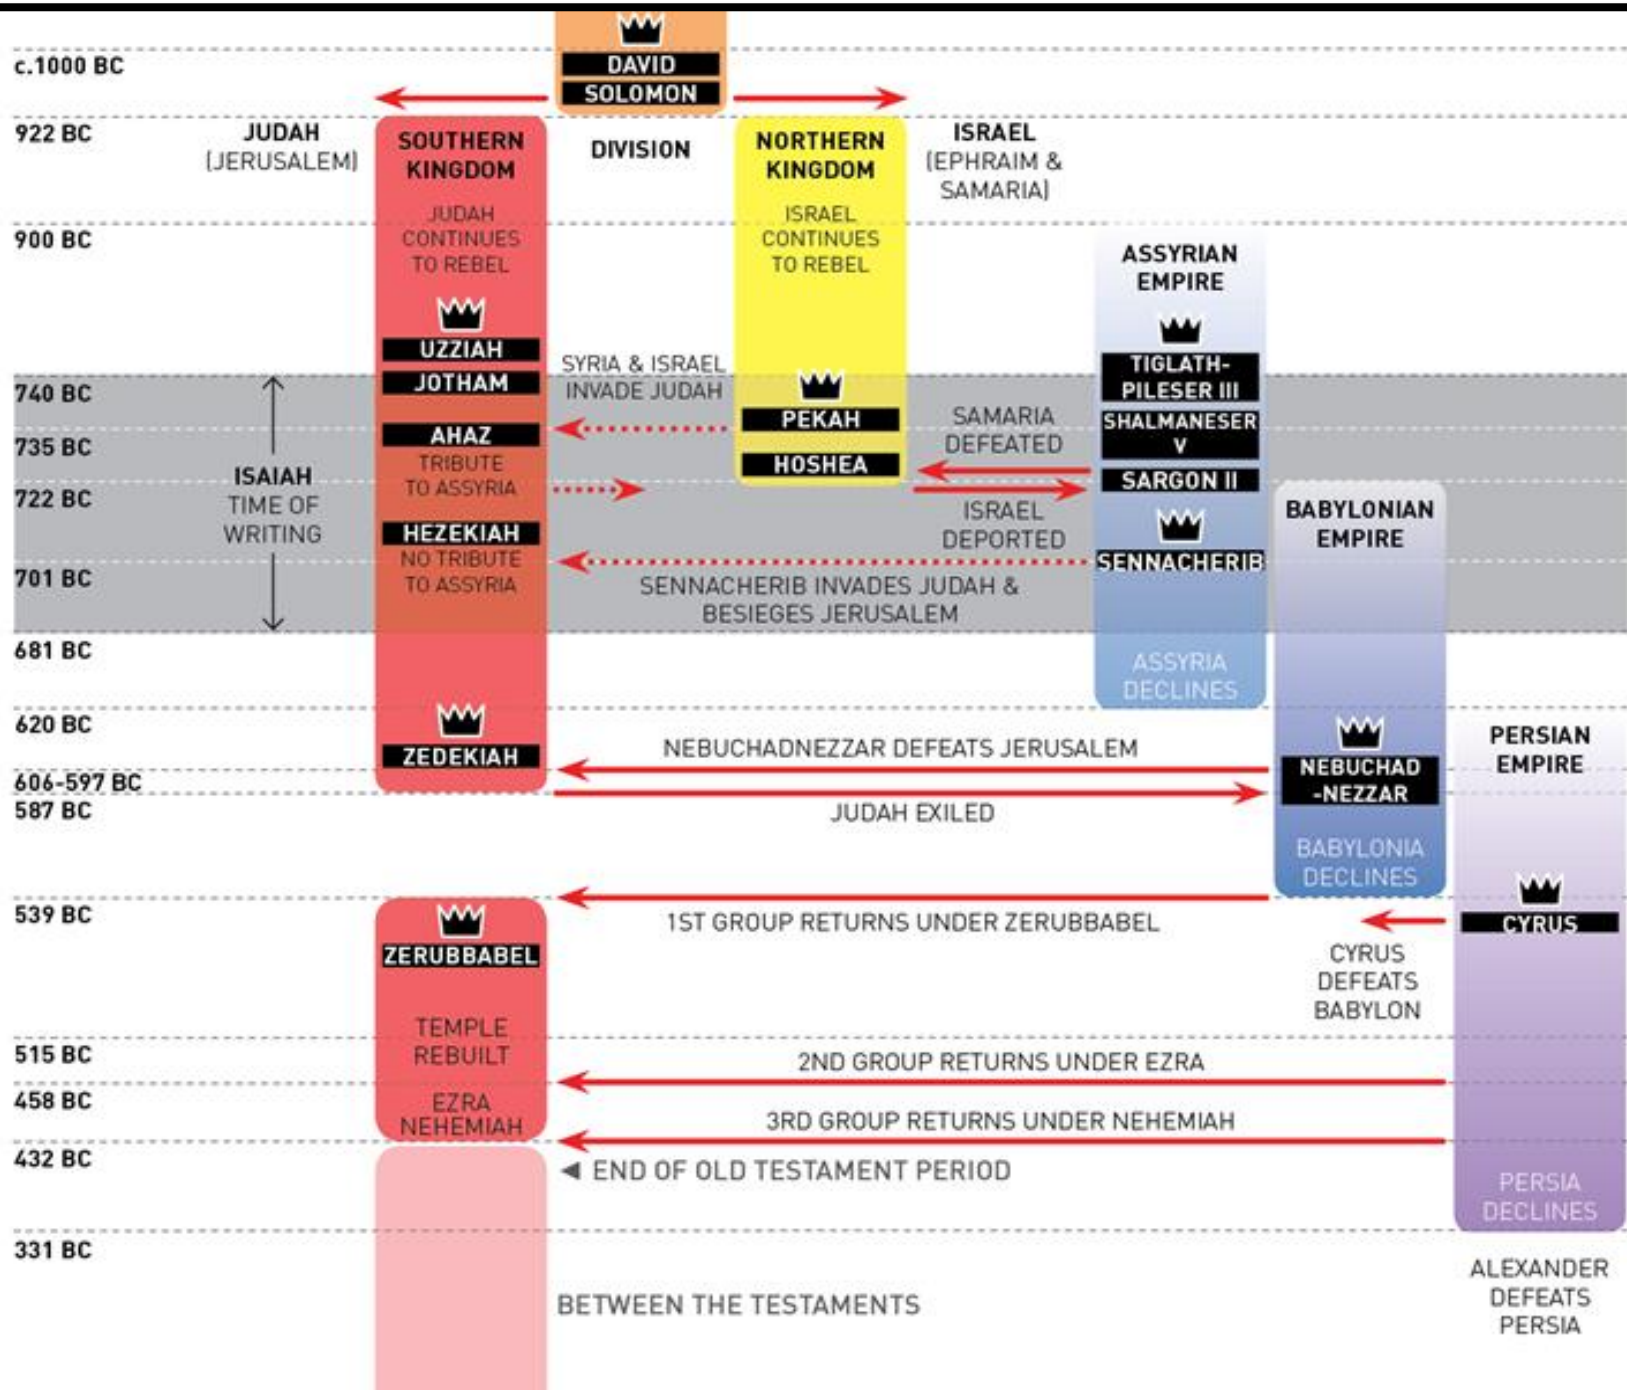 c.1000 BC
DAVID
SOLOMON
922 BC
JUDAH
(JERUSALEM)
SOUTHERN
KINGDOM
DIVISION
NORTHERN
KINGDOM
ISRAEL
(EPHRAIM &
SAMARIA)
JUDAH
CONTINUES
TO REBEL
ISRAEL
CONTINUES
TO REBEL
900 BC
ASSYRIAN
EMPIRE
UZZIAH
JOTHAM
SYRIA & ISRAEL
INVADE JUDAH
TIGLATH-
PILESER III
740 BC
PEKAH
SAMARIA
DEFEATED
SHALMANESER
V
735 BC
AHAZ
TRIBUTE
TO ASSYRIA
HOSHEA
SARGON II
ISAIAH
TIME OF
WRITING
722 BC
ISRAEL
DEPORTED
BABYLONIAN
EMPIRE
HEZEKIAH
NO TRIBUTE
TO ASSYRIA
SENNACHERIB
701 BC
SENNACHERIB INVADES JUDAH &
BESIEGES JERUSALEM
681 BC
ASSYRIA
DECLINES
620 BC
ZEDEKIAH
NEBUCHADNEZZAR DEFEATS JERUSALEM
NEBUCHAD
-NEZZAR
PERSIAN
EMPIRE
606-597 BC
587 BC
JUDAH EXILED
BABYLONIA
DECLINES
539 BC
1ST GROUP RETURNS UNDER ZERUBBABEL
CYRUS
ZERUBBABEL
CYRUS
DEFEATS
BABYLON
TEMPLE
REBUILT
515 BC
2ND GROUP RETURNS UNDER EZRA
458 BC
EZRA
NEHEMIAH
3RD GROUP RETURNS UNDER NEHEMIAH
432 BC
◄ END OF OLD TESTAMENT PERIOD
PERSIA
DECLINES
331 BC
BETWEEN THE TESTAMENTS
ALEXANDER
DEFEATS
PERSIA